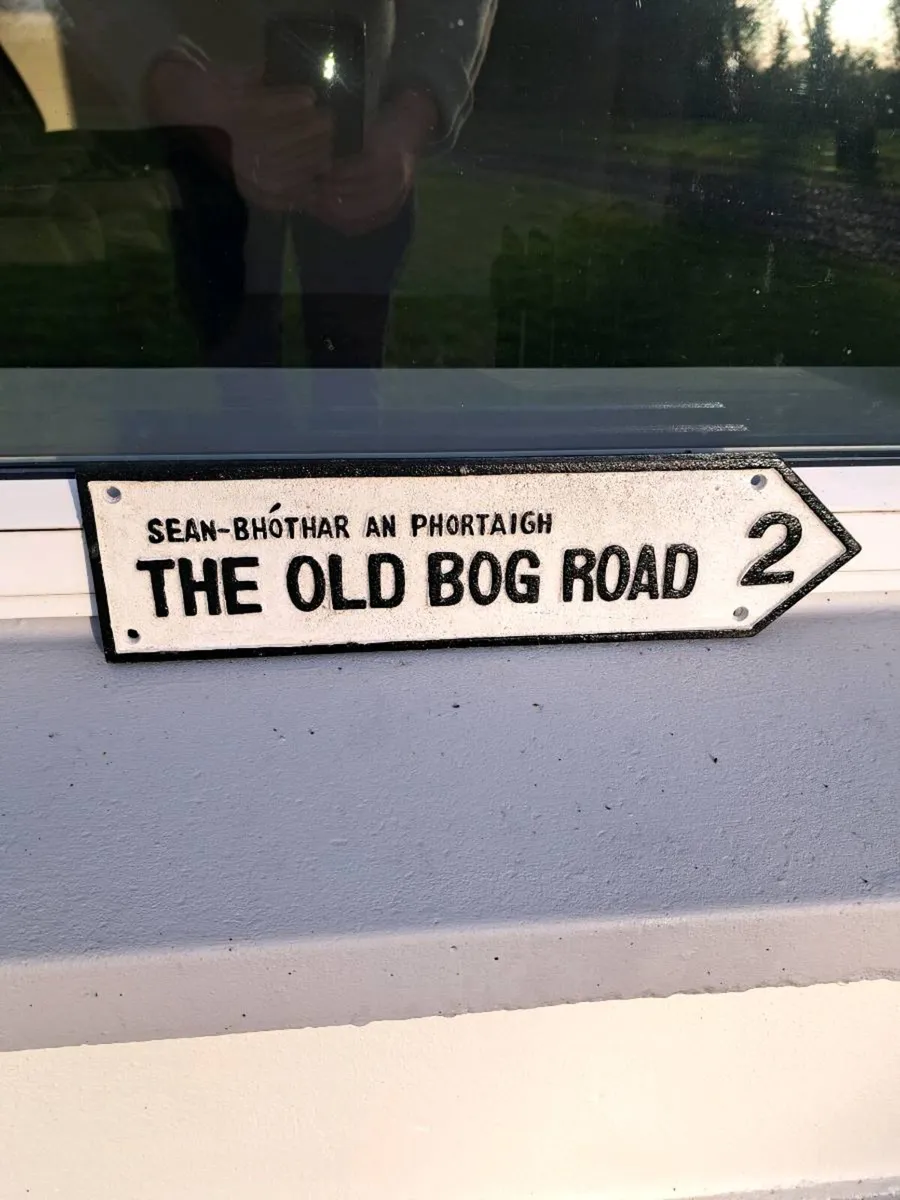 SEAN-BHÓTHAR AN PHORTAIGH
THE OLD BOG ROAD 2